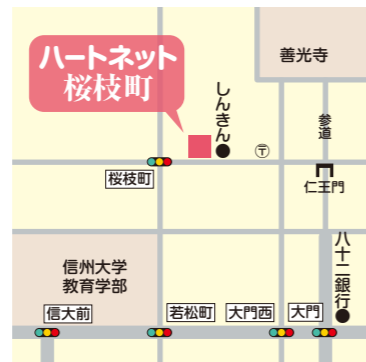 ハートネット
桜枝町
善光寺
しんきん
参道
〒
仁王門
桜枝町
八十二銀行
信州大学
教育学部
信大前
若松町
大門西
大門